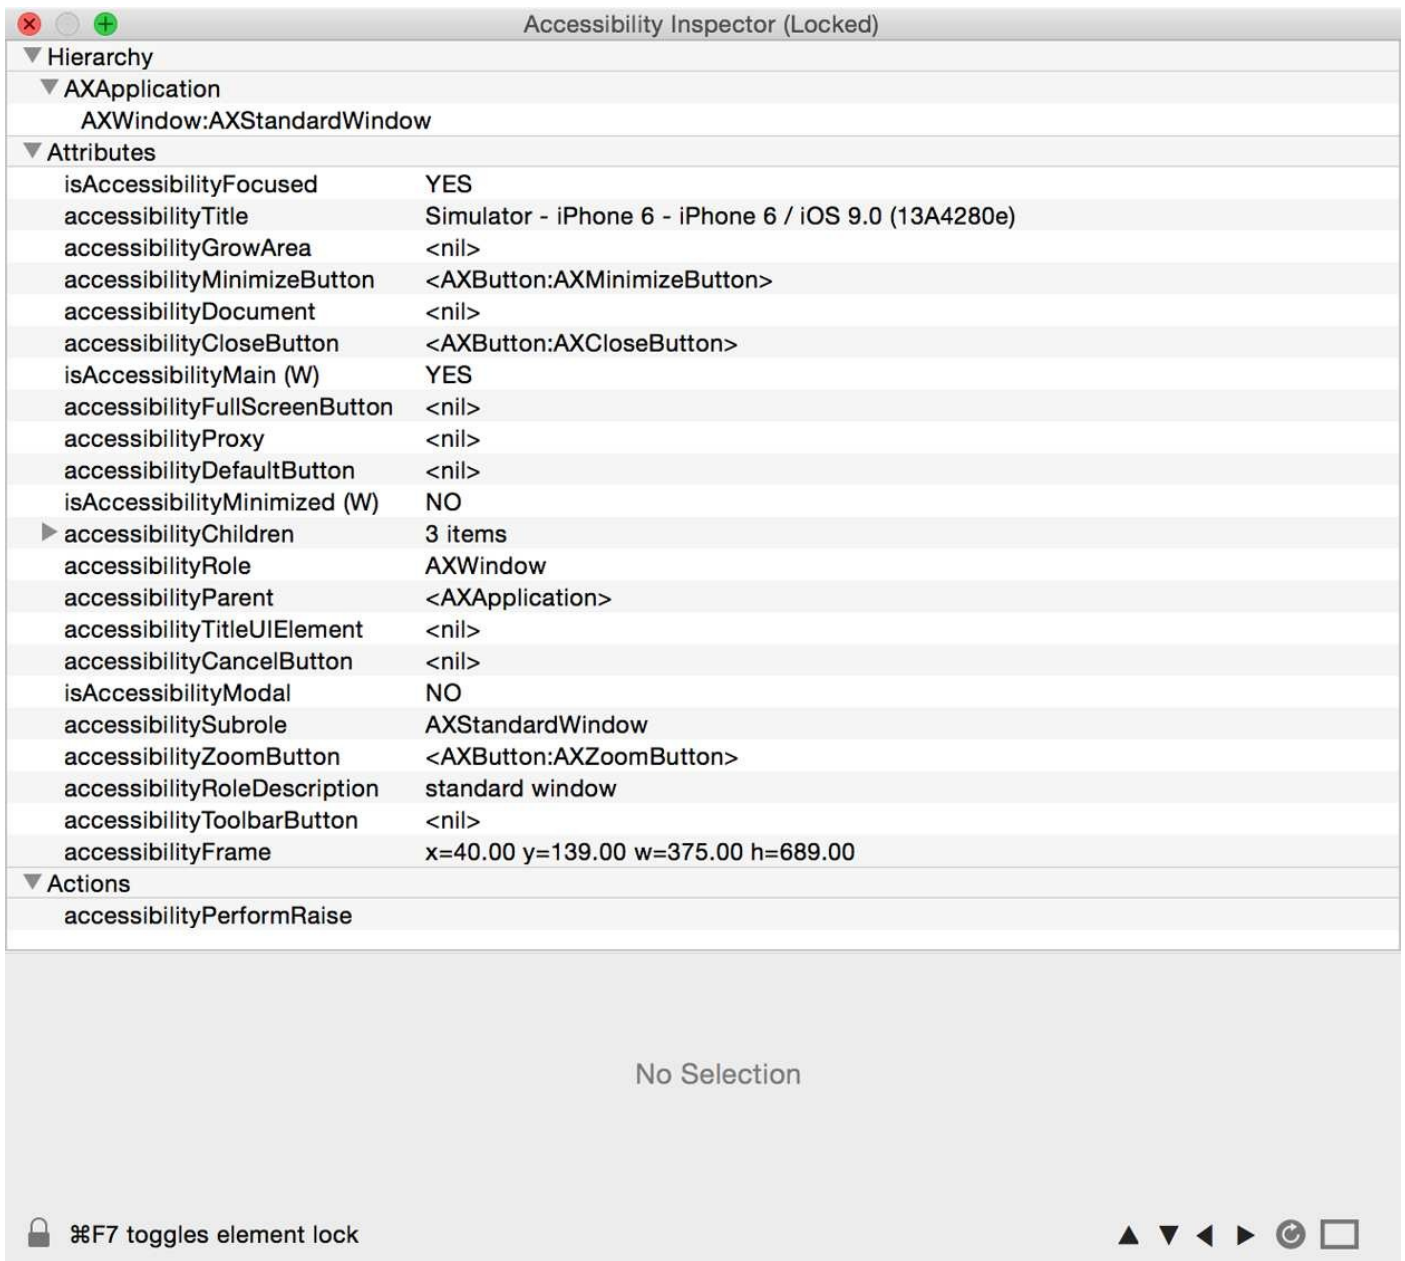 Accessibility Inspector (Locked)
Hierarchy
AXApplication
AXWindow:AXStandardWindow
Attributes
isAccessibilityFocused YES
accessibilityTitle Simulator - iPhone 6 - iPhone 6 / iOS 9.0 (13A4280e)
accessibilityGrowArea <nil>
accessibilityMinimizeButton <AXButton:AXMinimizeButton>
accessibilityDocument <nil>
accessibilityCloseButton <AXButton:AXCloseButton>
isAccessibilityMain (W) YES
accessibilityFullScreenButton <nil>
accessibilityProxy <nil>
accessibilityDefaultButton <nil>
isAccessibilityMinimized (W) NO
accessibilityChildren 3 items
accessibilityRole AXWindow
accessibilityParent <AXApplication>
accessibilityTitleUIElement <nil>
accessibilityCancelButton <nil>
isAccessibilityModal NO
accessibilitySubrole AXStandardWindow
accessibilityZoomButton <AXButton:AXZoomButton>
accessibilityRoleDescription standard window
accessibilityToolbarButton <nil>
accessibilityFrame x=40.00 y=139.00 w=375.00 h=689.00
Actions
accessibilityPerformRaise
No Selection
⌘F7 toggles element lock